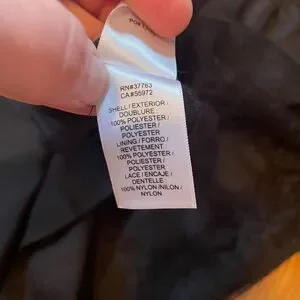 RN#37763
CA#55972
SHELL / EXTERIOR /
DOUBLURE :
100% POLYESTER /
POLIESTER /
POLYESTER
LINING / FORRO /
REVETEMENT
100% POLYESTER /
POLIESTER /
POLYESTER
LACE / ENCAJE /
DENTELLE :
100% NYLON /NILON /
NYLON